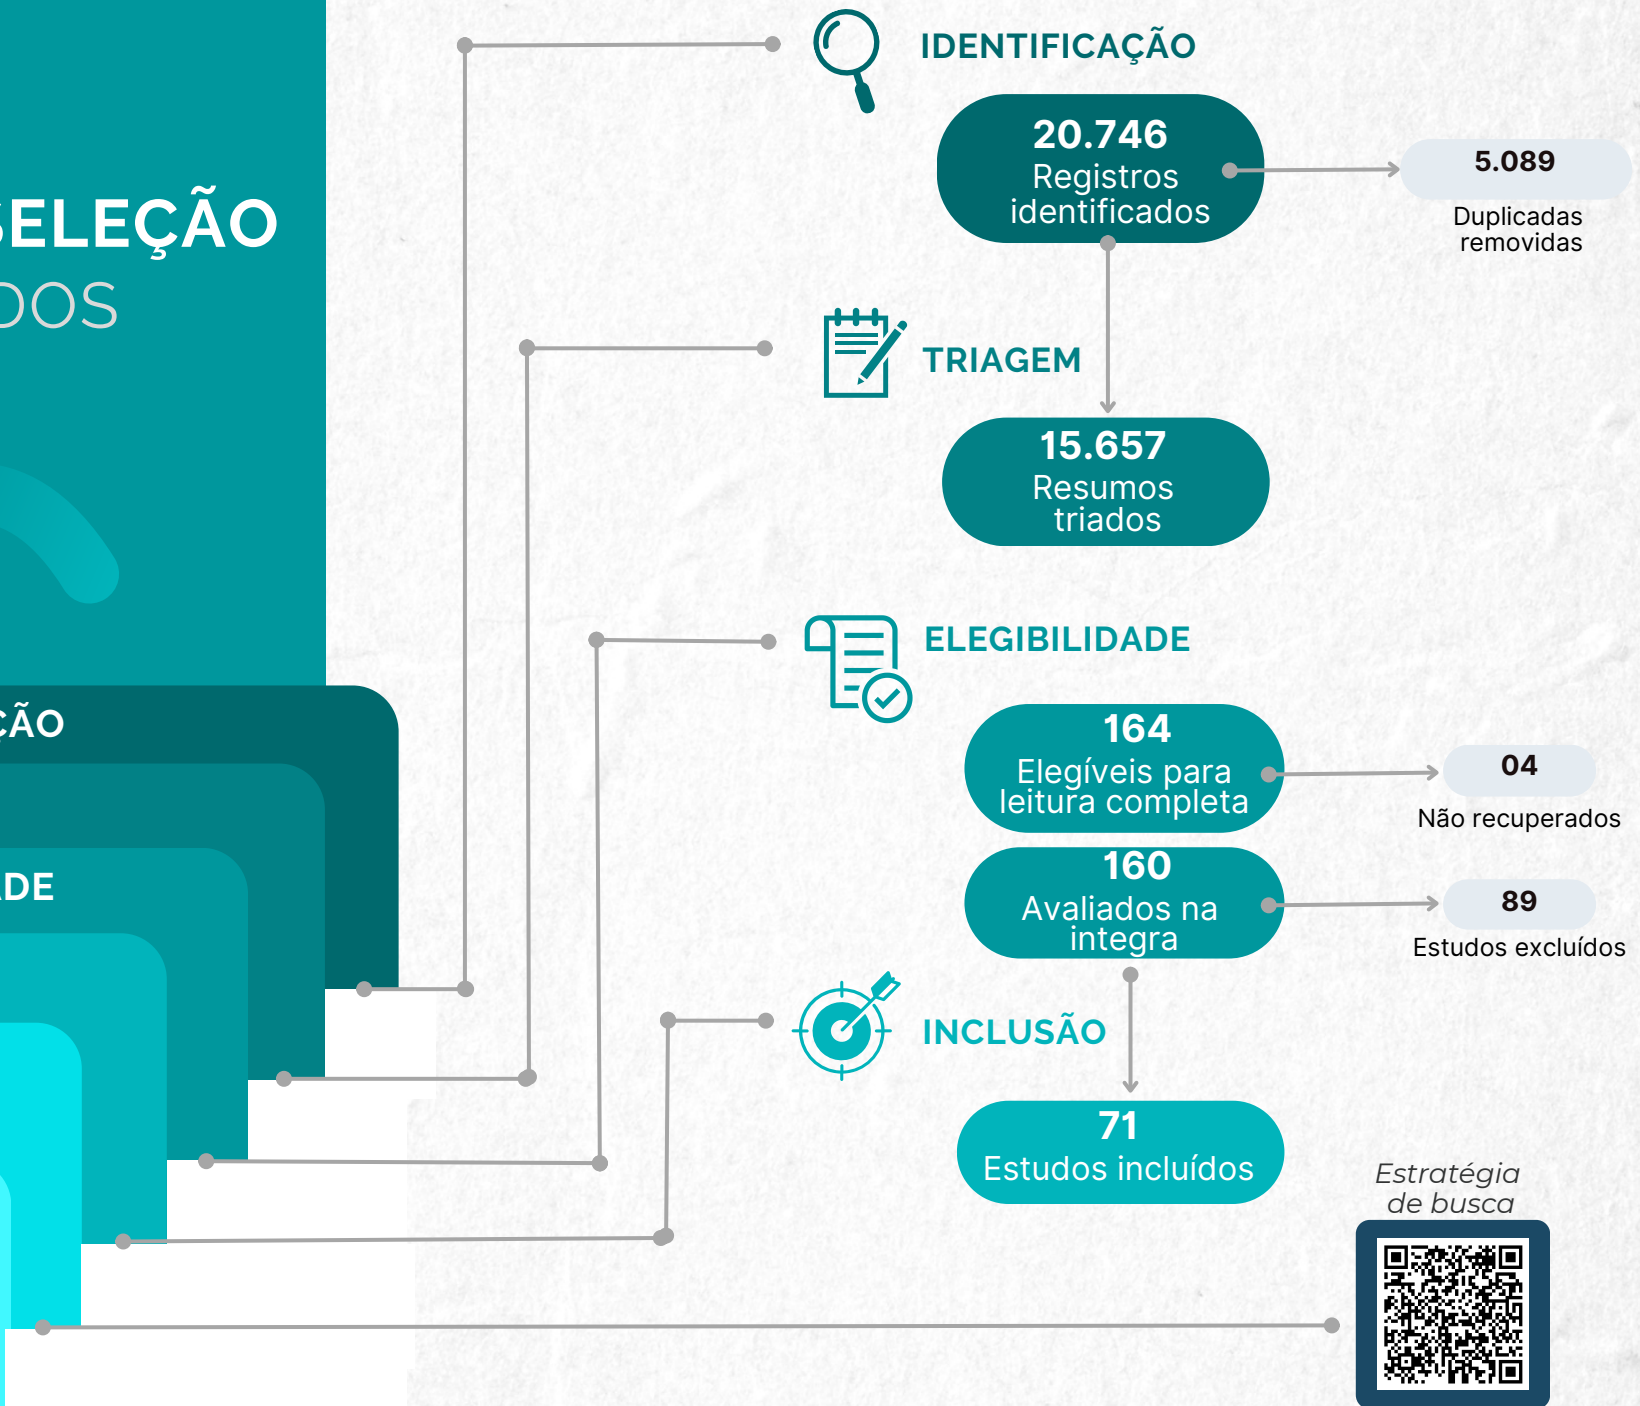 SELEÇÃO
DOS
ÇÃO
ADE
IDENTIFICAÇÃO
20.746
Registros
identificados
5.089
Duplicadas
removidas
TRIAGEM
15.657
Resumos
triados
ELEGIBILIDADE
164
Elegíveis para
leitura completa
04
Não recuperados
160
Avaliados na
integra
89
Estudos excluídos
INCLUSÃO
71
Estudos incluídos
Estratégia
de busca